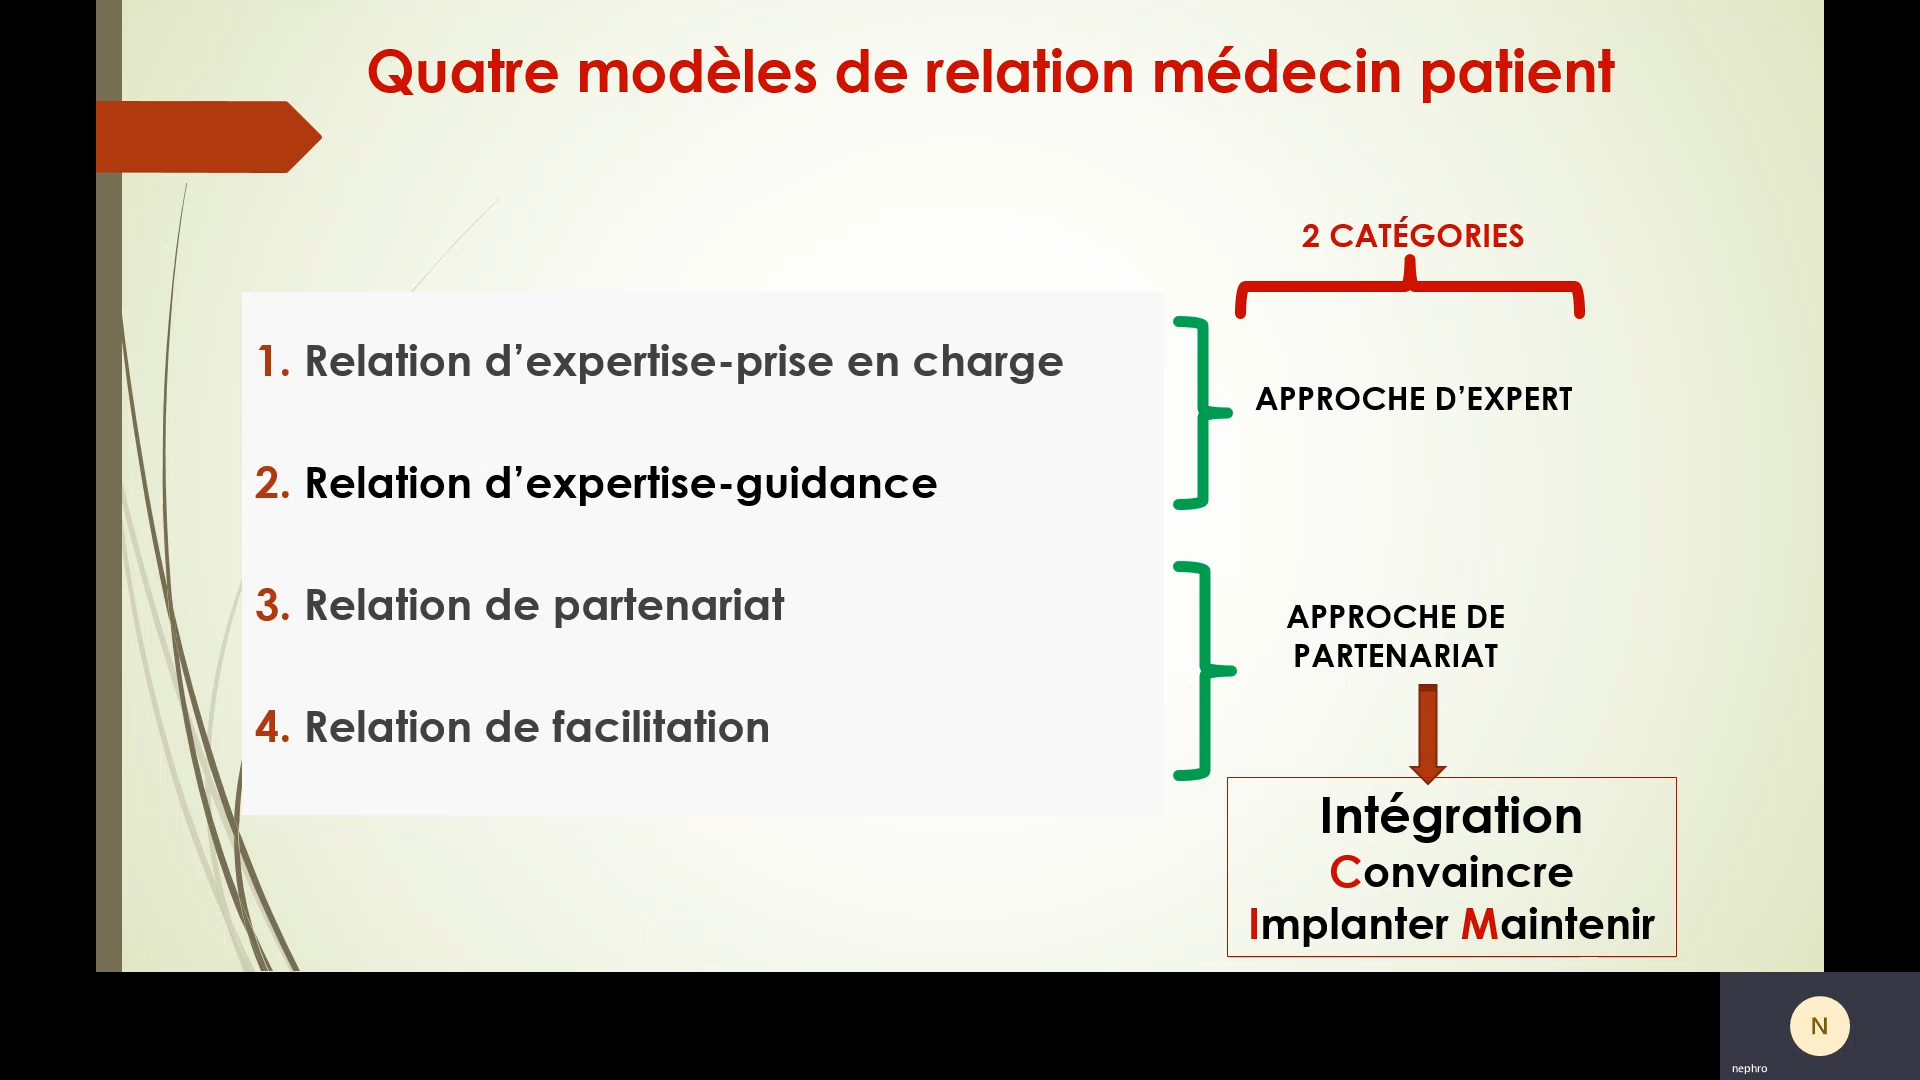 Quatre modèles de relation médecin patient
2 CATÉGORIES
1. Relation d’expertise-prise en charge
APPROCHE D’EXPERT
2. Relation d’expertise-guidance
3. Relation de partenariat
APPROCHE DE
PARTENARIAT
4. Relation de facilitation
Intégration
Convaincre
Implanter Maintenir
N
nephro